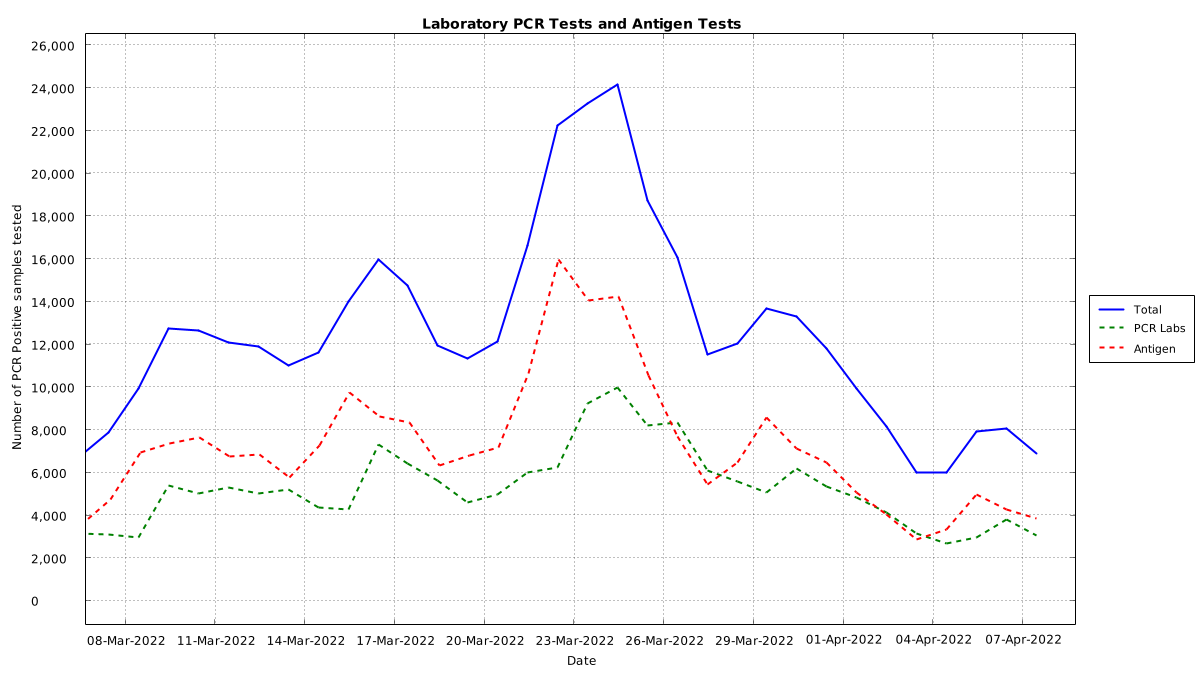 Laboratory PCR Tests and Antigen Tests
Number of PCR Positive samples tested
26,000
24,000
22,000
20,000
18,000
16,000
14,000
12,000
10,000
8,000
6,000
4,000
2,000
0
08-Mar-2022 11-Mar-2022 14-Mar-2022 17-Mar-2022 20-Mar-2022 23-Mar-2022 26-Mar-2022 29-Mar-2022 01-Apr-2022 04-Apr-2022 07-Apr-2022
Date
Total
PCR Labs
Antigen